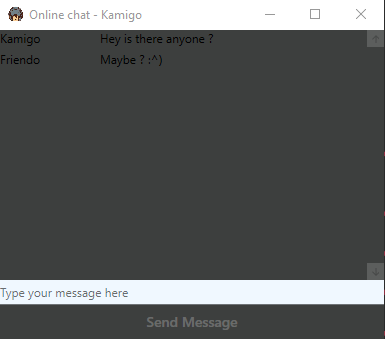 Online chat - Kamigo
Kamigo Hey is there anyone ?
Friendo Maybe ? :^)
Type your message here
Send Message